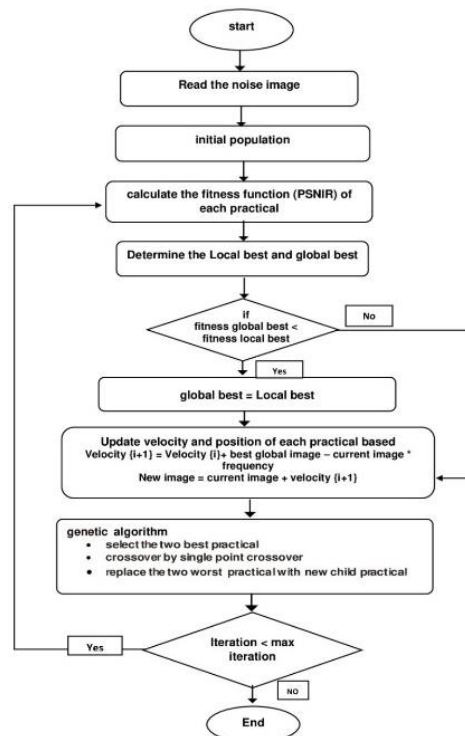 start
Read the noise image
initial population
calculate the fitness function (PSNIR) of
each practical
Determine the Local best and global best
if
fitness global best <
fitness local best
No
Yes
global best = Local best
Update velocity and position of each practical based
Velocity {i+1} = Velocity {i}+ best global image – current image *
frequency
New image = current image + velocity {i+1}
genetic algorithm
• select the two best practical
• crossover by single point crossover
• replace the two worst practical with new child practical
Yes
Iteration < max
iteration
NO
End